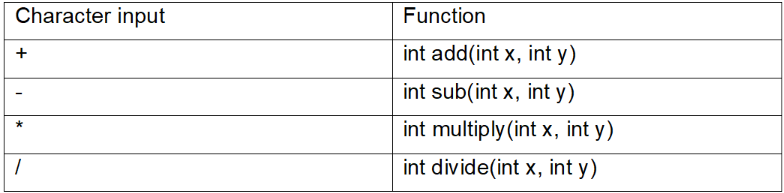 Character input Function
+ int add(int x, int y)
- int sub(int x, int y)
* int multiply(int x, int y)
/ int divide(int x, int y)